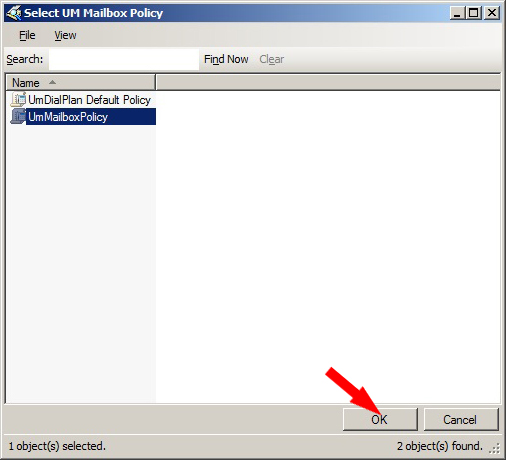 Select UM Mailbox Policy
File View
Search: Find Now Clear
Name
UmDialPlan Default Policy
UmMailboxPolicy
OK Cancel
1 object(s) selected. 2 object(s) found.